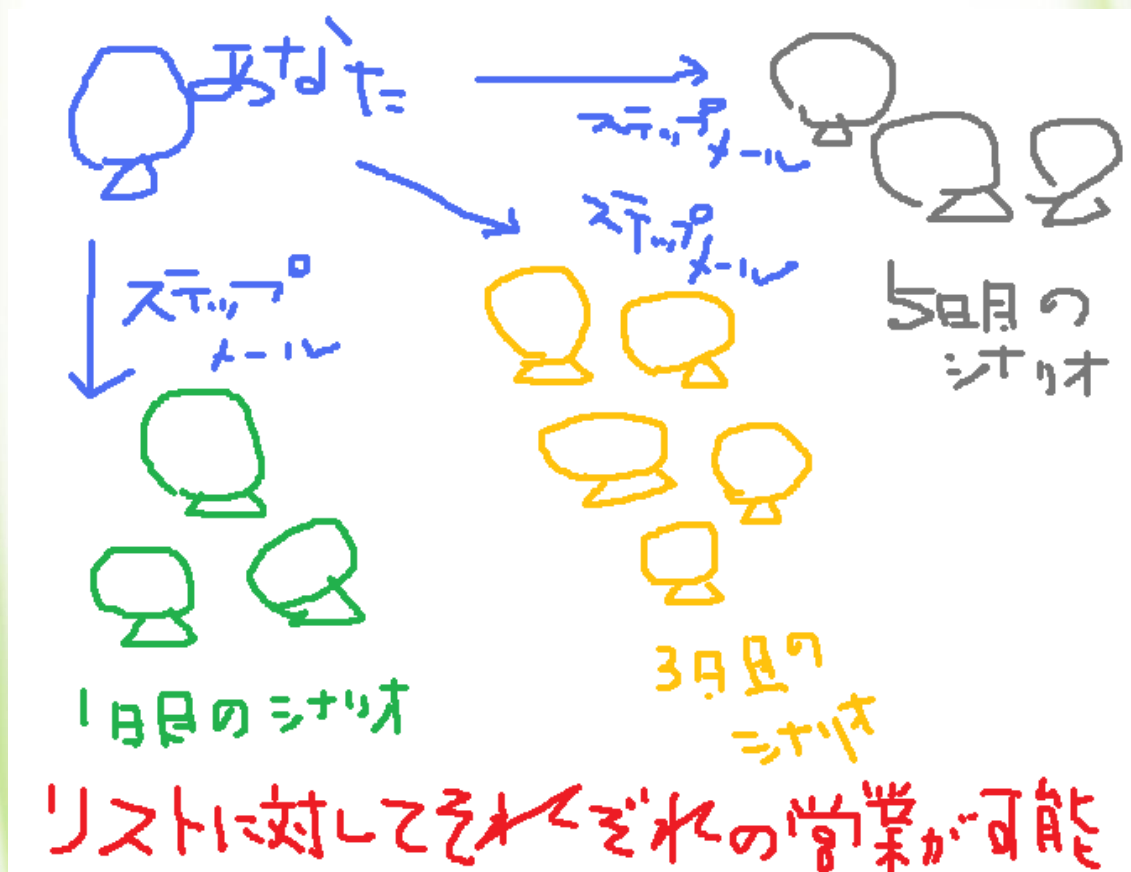 あなた
ステップ
メール
ステップ
メール
ステップ
メール
5日目の
シナリオ
1日目のシナリオ
3日目の
シナリオ
リストに対してそれぞれの営業が可能